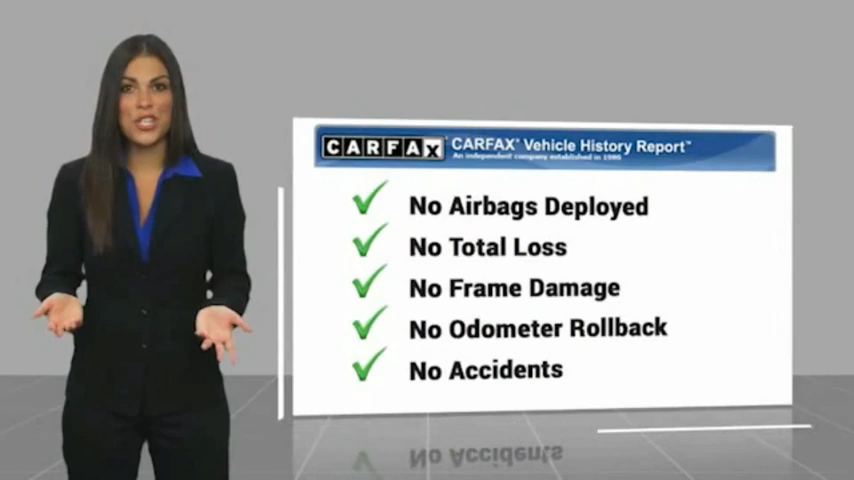 CARFAX CARFAX® Vehicle History Report™
An independent company established in 1986
No Airbags Deployed
No Total Loss
No Frame Damage
No Odometer Rollback
No Accidents
No Accidents